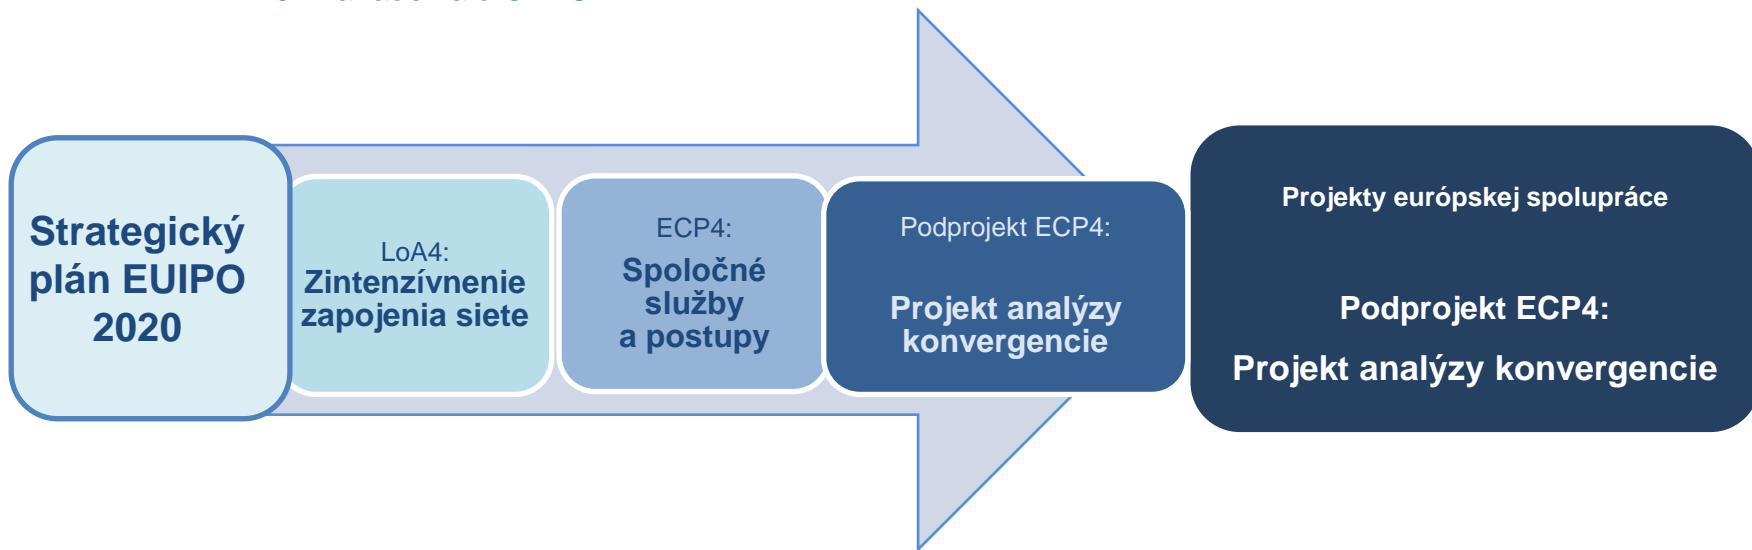 Strategický
plán EUIPO
2020
LoA4:
Zintenzívnenie
zapojenia siete
ECP4:
Spoločné
služby
a postupy
Podprojekt ECP4:
Projekt analýzy
konvergencie
Projekty európskej spolupráce
Podprojekt ECP4:
Projekt analýzy konvergencie